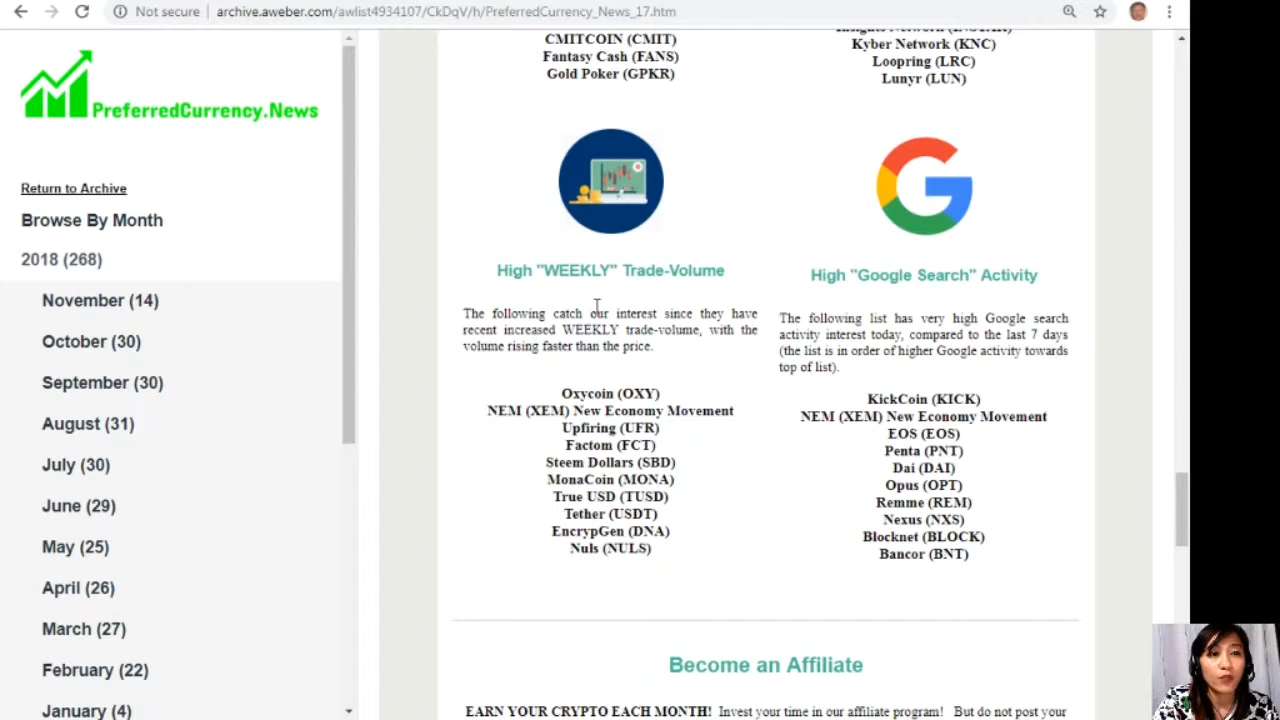 Not secure | archive.aweber.com/awlist4934107/CkDqV/h/PreferredCurrency_News_17.htm
PreferredCurrency.News
Return to Archive
Browse By Month
2018 (268)
November (14)
October (30)
September (30)
August (31)
July (30)
June (29)
May (25)
April (26)
March (27)
February (22)
January (4)
CMITCOIN (CMIT)
Fantasy Cash (FANS)
Gold Poker (GPKR)
Kyber Network (KNC)
Loopring (LRC)
Lunyr (LUN)
High "WEEKLY" Trade-Volume
The following catch our interest since they have
recent increased WEEKLY trade-volume, with the
volume rising faster than the price.
Oxycoin (OXY)
NEM (XEM) New Economy Movement
Upfiring (UFR)
Factom (FCT)
Steem Dollars (SBD)
MonaCoin (MONA)
True USD (TUSD)
Tether (USDT)
EncrypGen (DNA)
Nuls (NULS)
High "Google Search" Activity
The following list has very high Google search
activity interest today, compared to the last 7 days
(the list is in order of higher Google activity towards
top of list).
KickCoin (KICK)
NEM (XEM) New Economy Movement
EOS (EOS)
Penta (PNT)
Dai (DAI)
Opus (OPT)
Remme (REM)
Nexus (NXS)
Blocknet (BLOCK)
Bancor (BNT)
Become an Affiliate
EARN YOUR CRYPTO EACH MONTH! Invest your time in our affiliate program! But do not post your